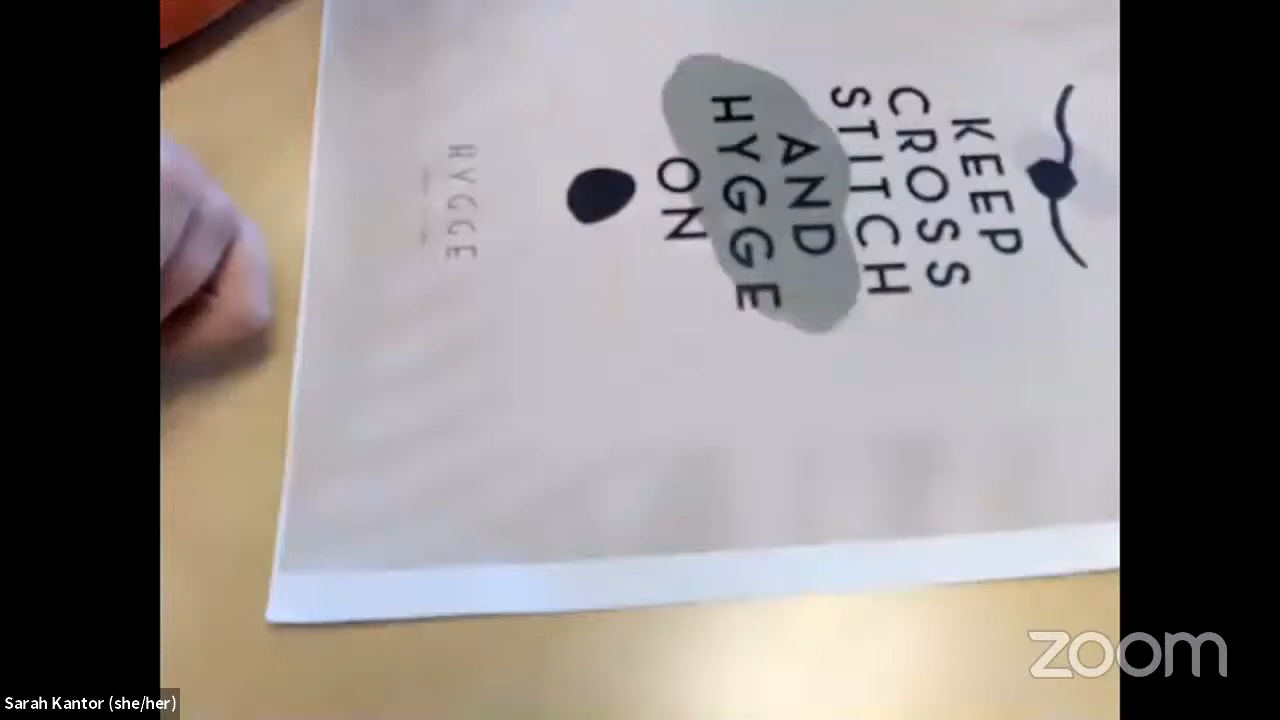 KEEP
CROSS
STITCH
AND
HYGGE
ON
HYGGE
zoom
Sarah Kantor (she/her)